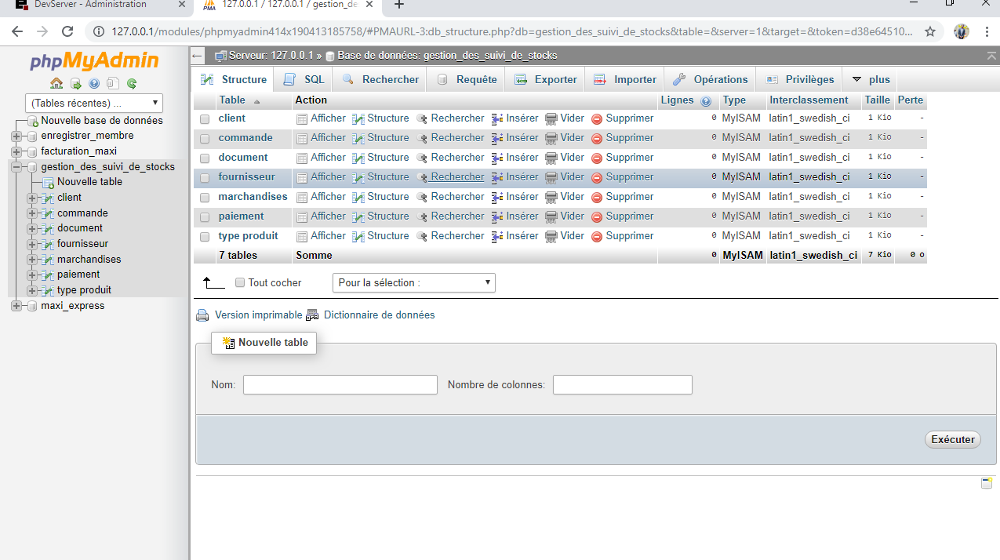 DevServer - Administration
127.0.0.1 / 127.0.0.1 / gestion_de
127.0.0.1/modules/phpmyadmin414x190413185758/#PMAURL-3:db_structure.php?db=gestion_des_suivi_de_stocks&table=&server=1&target=&token=d38e64510...
phpMyAdmin
(Tables récentes) ...
Nouvelle base de données
enregistrer_membre
facturation_maxi
gestion_des_suivi_de_stocks
Nouvelle table
client
commande
document
fournisseur
marchandises
paiement
type produit
maxi_express
Serveur: 127.0.0.1 » Base de données: gestion_des_suivi_de_stocks
Structure SQL Rechercher Requête Exporter Importer Opérations Privilèges plus
Table Action Lignes Type Interclassement Taille Perte
client Afficher Structure Rechercher Insérer Vider Supprimer 0 MyISAM latin1_swedish_ci 1 Kio -
commande Afficher Structure Rechercher Insérer Vider Supprimer 0 MyISAM latin1_swedish_ci 1 Kio -
document Afficher Structure Rechercher Insérer Vider Supprimer 0 MyISAM latin1_swedish_ci 1 Kio -
fournisseur Afficher Structure Rechercher Insérer Vider Supprimer 0 MyISAM latin1_swedish_ci 1 Kio -
marchandises Afficher Structure Rechercher Insérer Vider Supprimer 0 MyISAM latin1_swedish_ci 1 Kio -
paiement Afficher Structure Rechercher Insérer Vider Supprimer 0 MyISAM latin1_swedish_ci 1 Kio -
type produit Afficher Structure Rechercher Insérer Vider Supprimer 0 MyISAM latin1_swedish_ci 1 Kio -
7 tables Somme 0 MyISAM latin1_swedish_ci 7 Kio 0 o
Tout cocher Pour la sélection :
Version imprimable Dictionnaire de données
Nouvelle table
Nom: Nombre de colonnes:
Exécuter